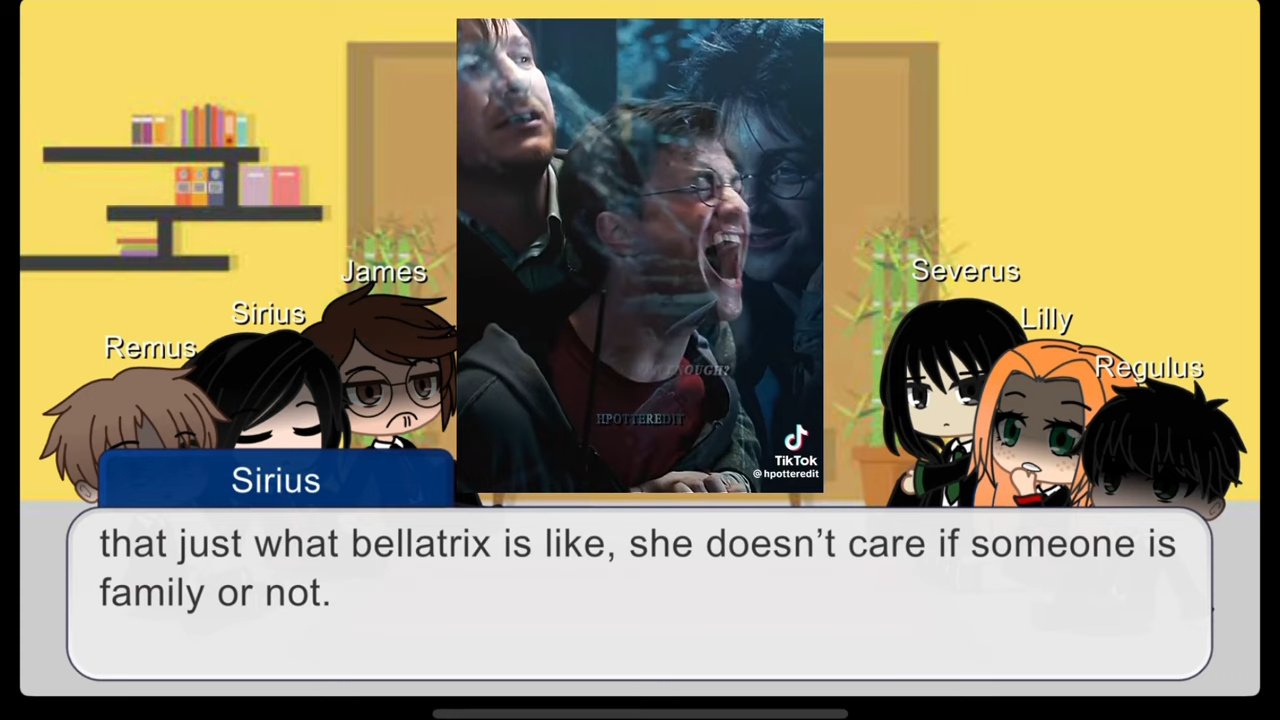 James
Sirius
Remus
Severus
Lilly
Regulus
ENOUGH?
HPOTTEREDIT
TikTok
@hpotteredit
Sirius
that just what bellatrix is like, she doesn’t care if someone is
family or not.